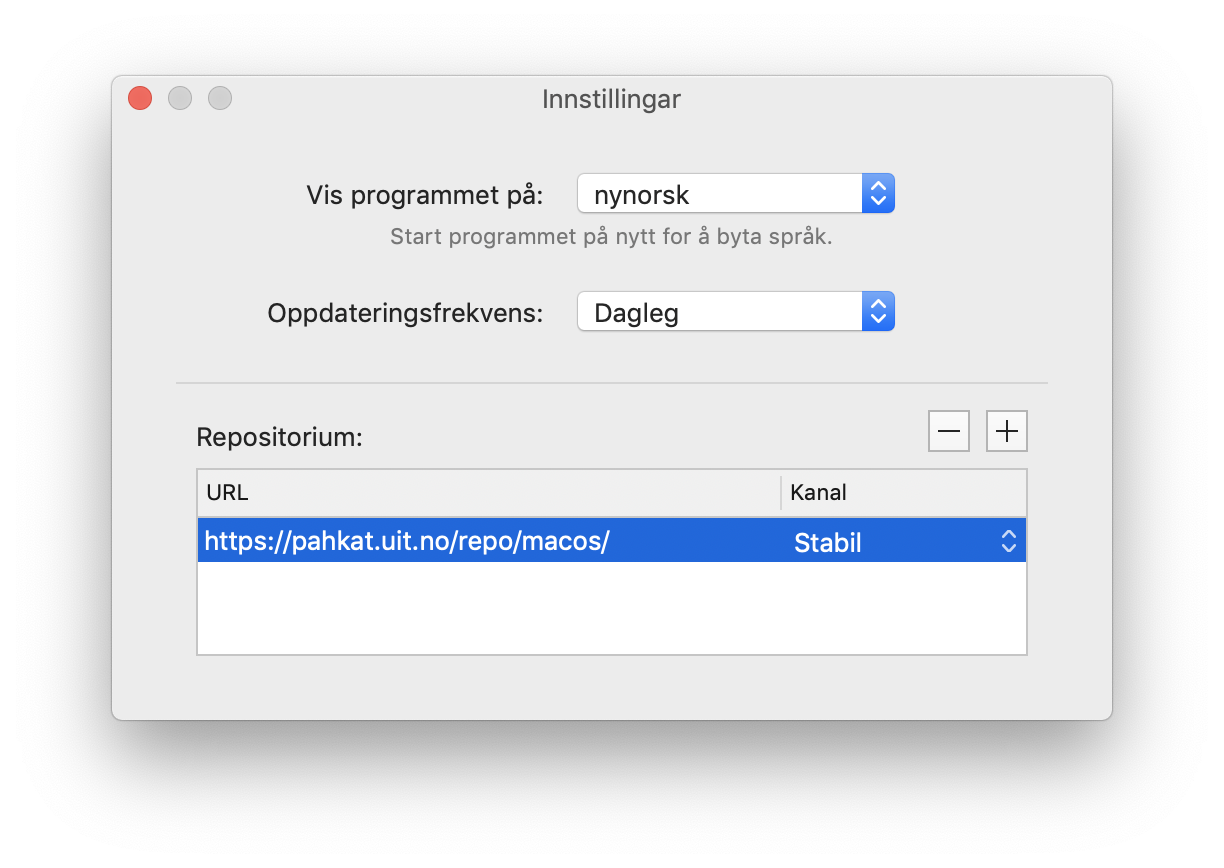 Innstillingar
Vis programmet på: nynorsk
Start programmet på nytt for å byta språk.
Oppdateringsfrekvens: Dagleg
Repositorium:
URL Kanal
https://pahkat.uit.no/repo/macos/ Stabil